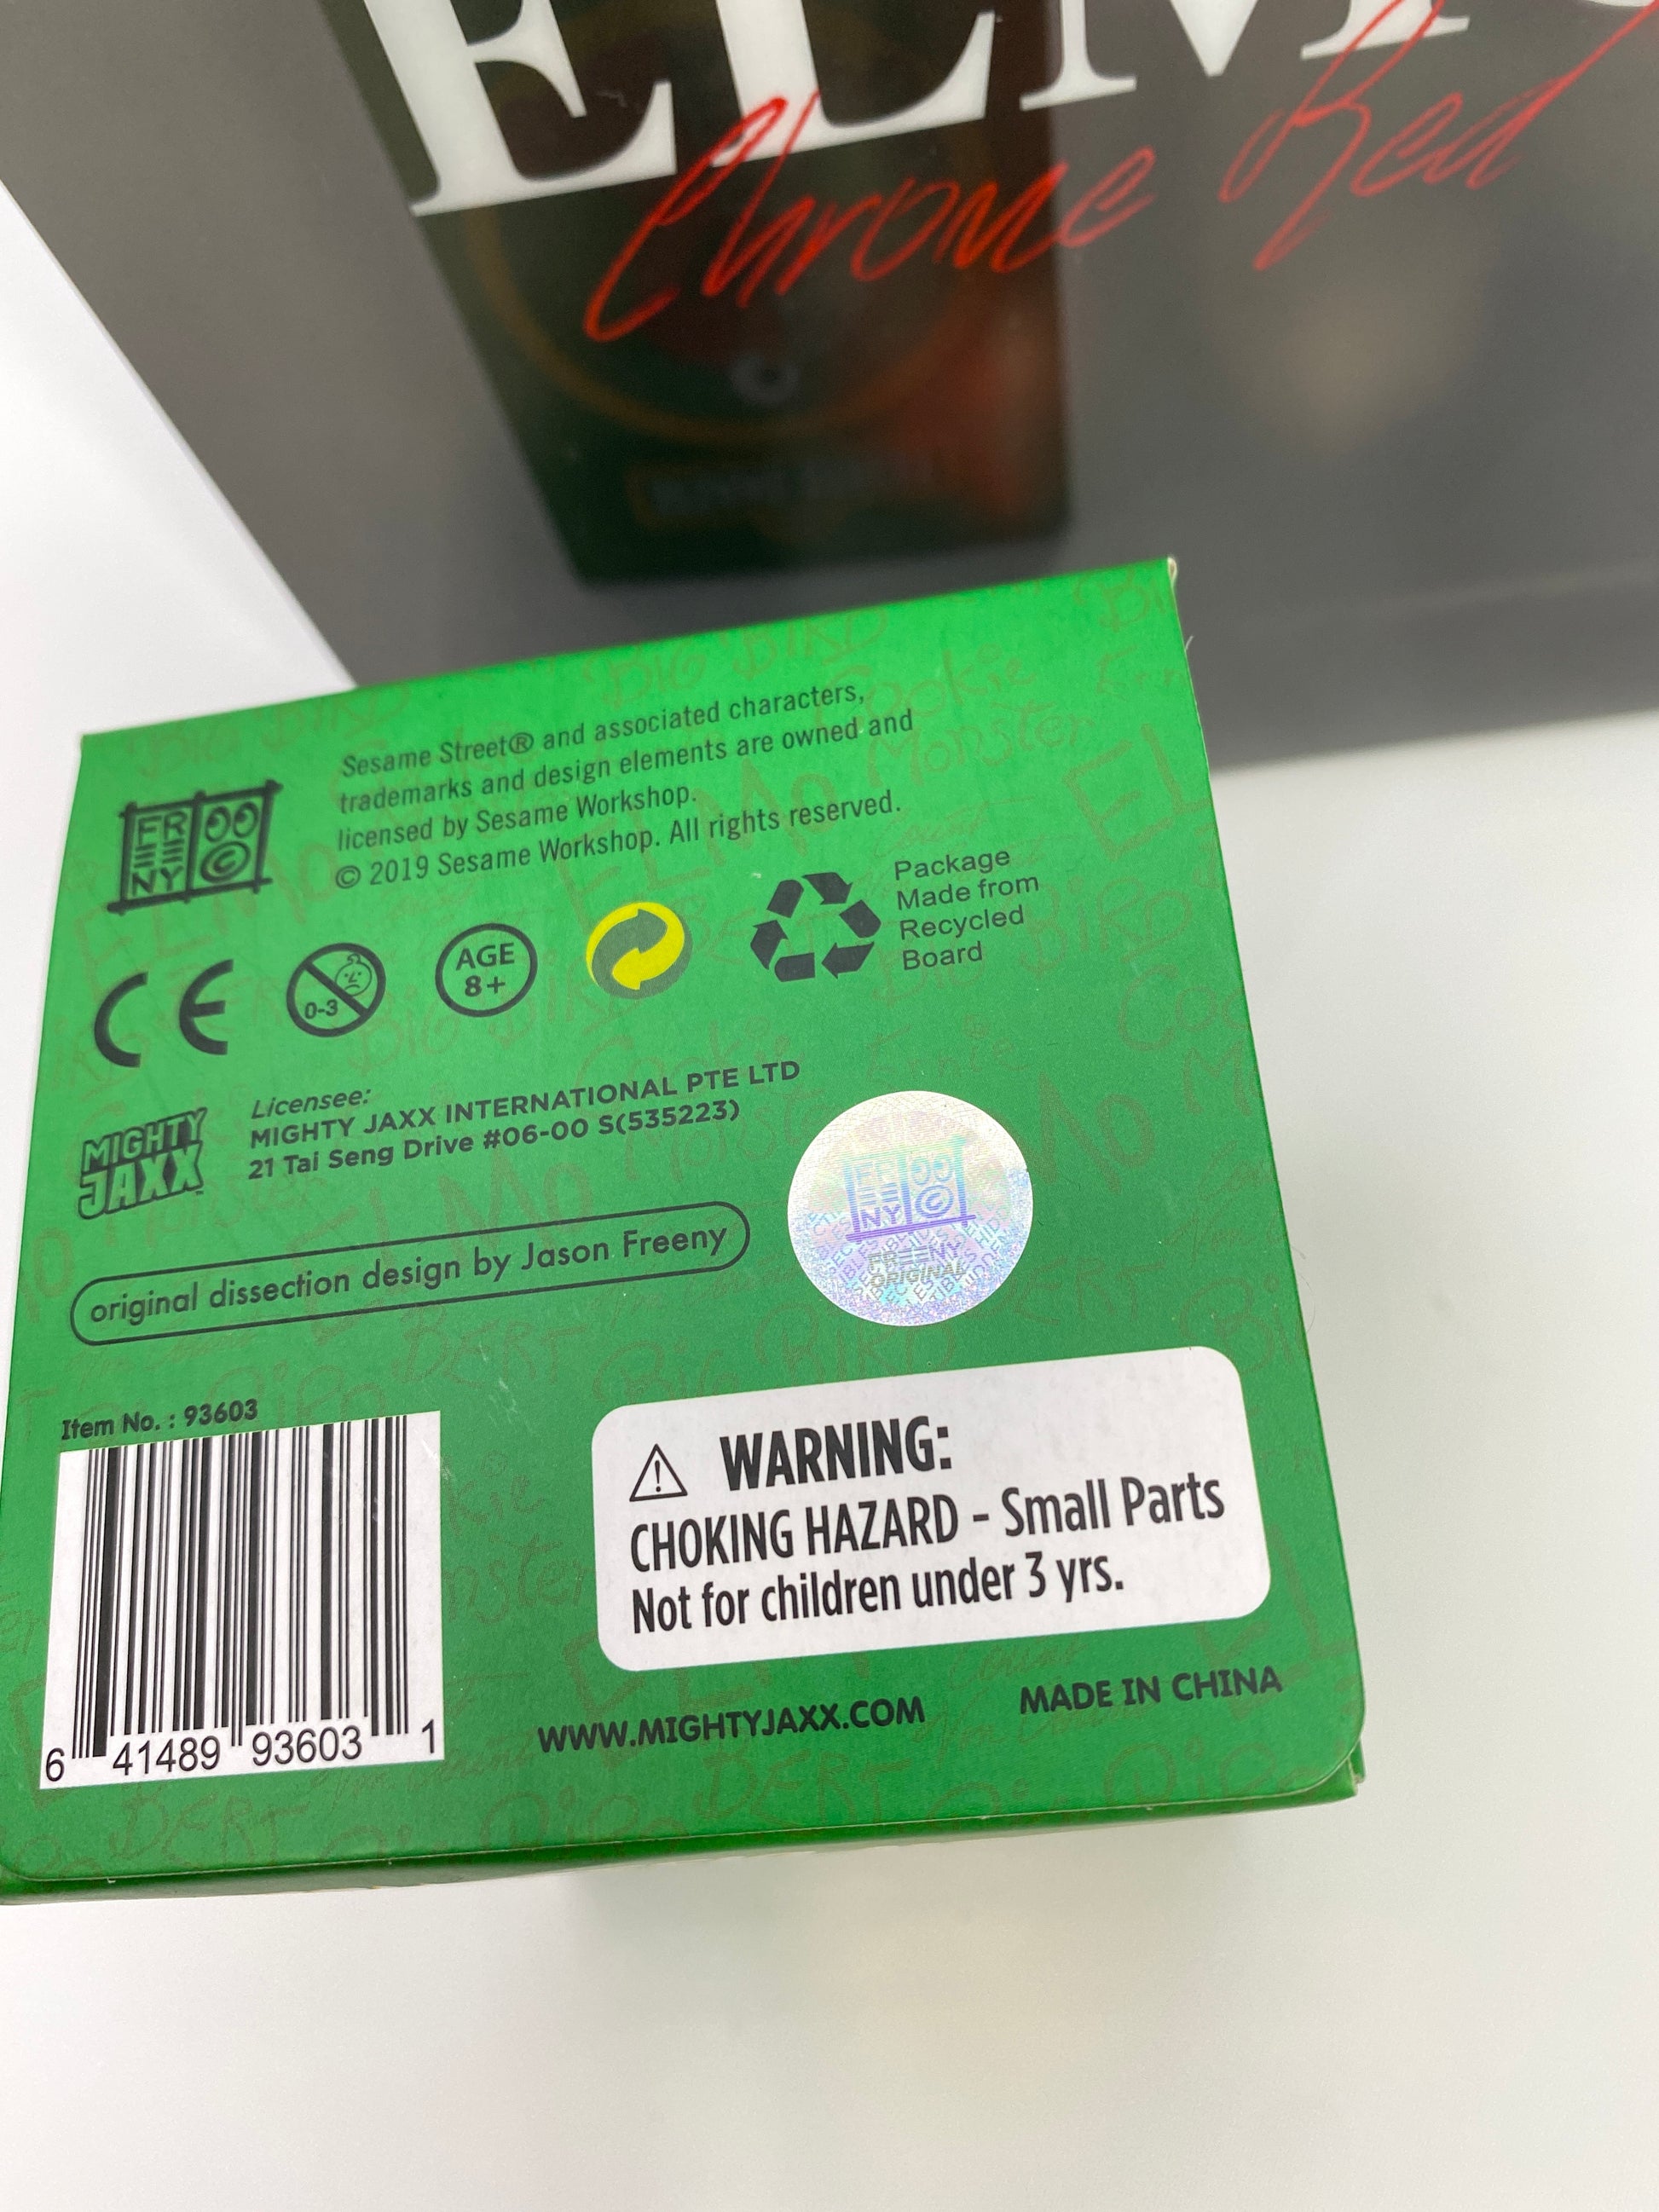 ELM
Chrome Red
Sesame Street® and associated characters,
trademarks and design elements are owned and
licensed by Sesame Workshop.
© 2019 Sesame Workshop. All rights reserved.
FR
EE
NY
©
CE
0-3
AGE
8+
Package
Made from
Recycled
Board
MIGHTY
JAXX
Licensee:
MIGHTY JAXX INTERNATIONAL PTE LTD
21 Tai Seng Drive #06-00 S(535223)
original dissection design by Jason Freeny
FREENY
ORIGINAL
Item No. : 93603
6 41489 93603 1
WARNING:
CHOKING HAZARD - Small Parts
Not for children under 3 yrs.
WWW.MIGHTYJAXX.COM
MADE IN CHINA